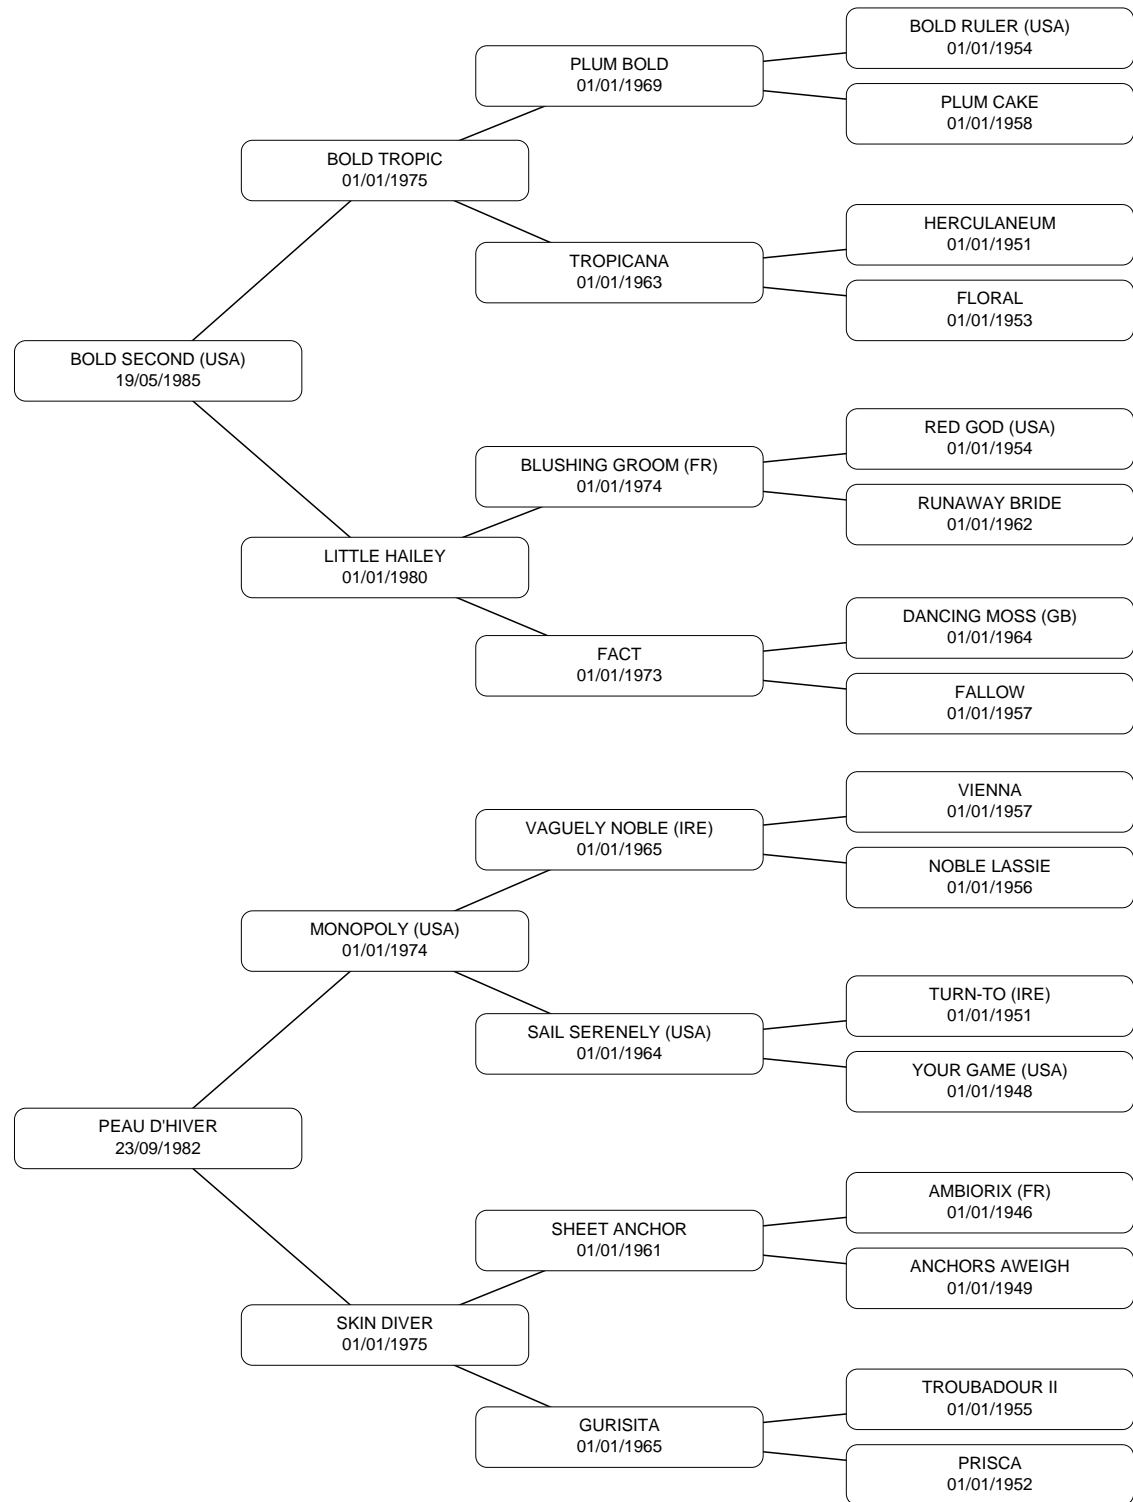 BOLD RULER (USA)
01/01/1954
PLUM BOLD
01/01/1969
PLUM CAKE
01/01/1958
BOLD TROPIC
01/01/1975
HERCULANEUM
01/01/1951
TROPICANA
01/01/1963
FLORAL
01/01/1953
BOLD SECOND (USA)
19/05/1985
RED GOD (USA)
01/01/1954
BLUSHING GROOM (FR)
01/01/1974
RUNAWAY BRIDE
01/01/1962
LITTLE HAILEY
01/01/1980
DANCING MOSS (GB)
01/01/1964
FACT
01/01/1973
FALLOW
01/01/1957
VIENNA
01/01/1957
VAGUELY NOBLE (IRE)
01/01/1965
NOBLE LASSIE
01/01/1956
MONOPOLY (USA)
01/01/1974
TURN-TO (IRE)
01/01/1951
SAIL SERENELY (USA)
01/01/1964
YOUR GAME (USA)
01/01/1948
PEAU D'HIVER
23/09/1982
AMBIORIX (FR)
01/01/1946
SHEET ANCHOR
01/01/1961
ANCHORS AWEIGH
01/01/1949
SKIN DIVER
01/01/1975
TROUBADOUR II
01/01/1955
GURISITA
01/01/1965
PRISCA
01/01/1952